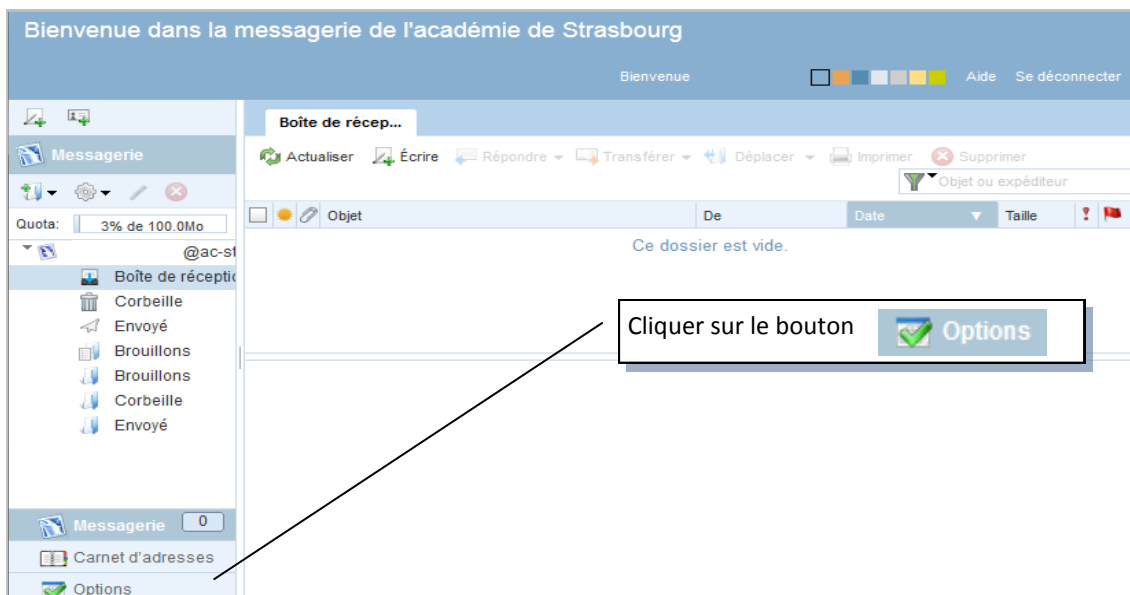 Bienvenue dans la messagerie de l'académie de Strasbourg
Bienvenue
Aide Se déconnecter
Boîte de récep...
Messagerie
Actualiser Écrire Répondre Transférer Déplacer Imprimer Supprimer
Objet ou expéditeur
Quota: 3% de 100.0Mo
Objet De Date Taille
@ac-st
Ce dossier est vide.
Boîte de réceptio
Corbeille
Envoyé
Brouillons
Brouillons
Corbeille
Envoyé
Cliquer sur le bouton Options
Messagerie 0
Carnet d'adresses
Options